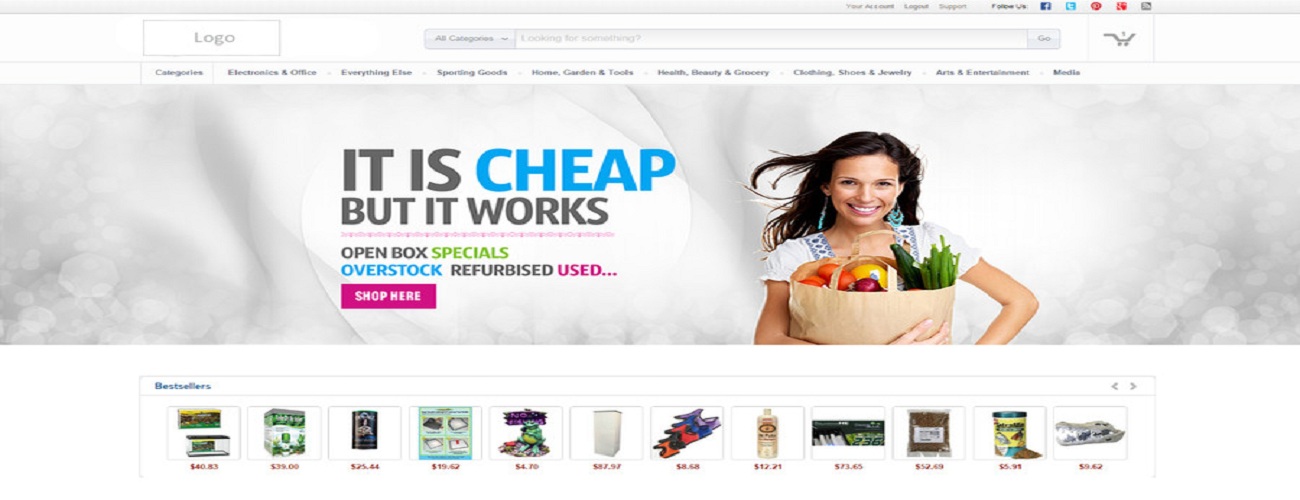 Your Account Logout Support Follow Us:
Logo
All Categories Looking for something? Go
1
Categories Electronics & Office Everything Else Sporting Goods Home, Garden & Tools Health, Beauty & Grocery Clothing, Shoes & Jewelry Arts & Entertainment Media
IT IS CHEAP
BUT IT WORKS
OPEN BOX SPECIALS
OVERSTOCK REFURBISED USED...
SHOP HERE
Bestsellers
NO
$40.83 $39.00 $25.44 $19.62 $4.70 $87.97 $8.68 $12.21 $73.65 $52.69 $5.91 $9.62